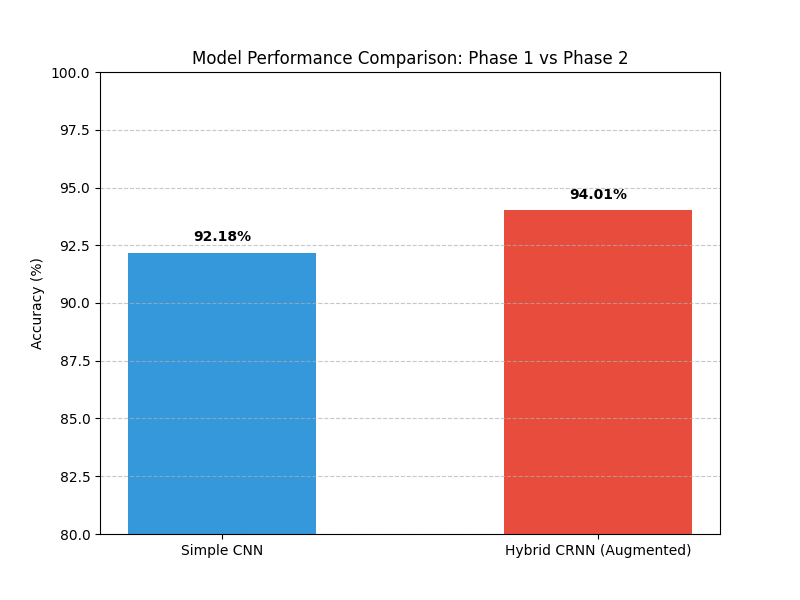 Model Performance Comparison: Phase 1 vs Phase 2
100.0
97.5
95.0
92.5
90.0
87.5
85.0
82.5
80.0
Accuracy (%)
92.18%
94.01%
Simple CNN
Hybrid CRNN (Augmented)